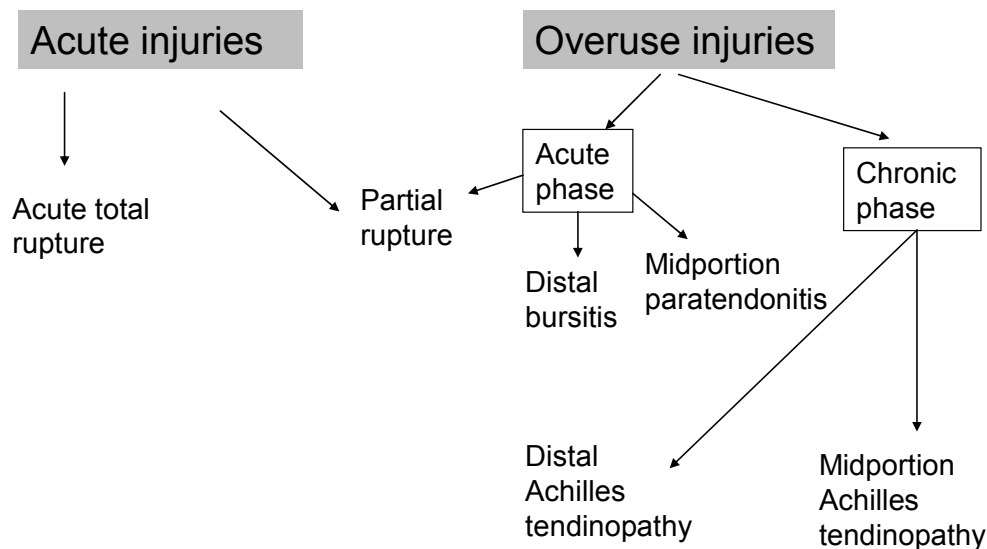 Acute injuries
Overuse injuries
Acute
phase
Chronic
phase
Acute total
rupture
Partial
rupture
Distal
bursitis
Midportion
paratendonitis
Distal
Achilles
tendinopathy
Midportion
Achilles
tendinopathy